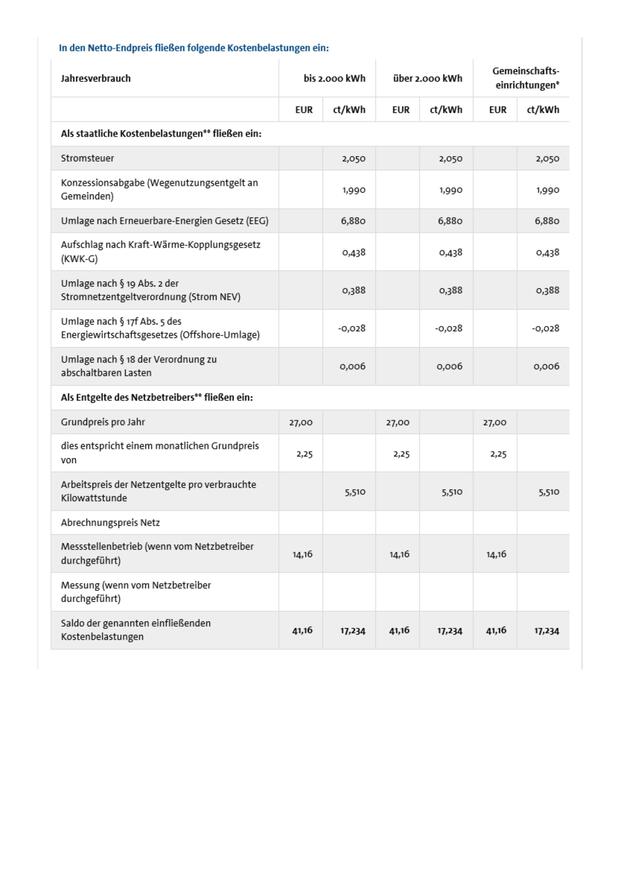 In den Netto-Endpreis fließen folgende Kostenbelastungen ein:
Jahresverbrauch bis 2.000 kWh über 2.000 kWh Gemeinschafts-
einrichtungen*
EUR ct/kWh EUR ct/kWh EUR ct/kWh
Als staatliche Kostenbelastungen** fließen ein:
Stromsteuer 2,050 2,050 2,050
Konzessionsabgabe (Wegenutzungsentgelt an
Gemeinden) 1,990 1,990 1,990
Umlage nach Erneuerbare-Energien Gesetz (EEG) 6,880 6,880 6,880
Aufschlag nach Kraft-Wärme-Kopplungsgesetz
(KWK-G) 0,438 0,438 0,438
Umlage nach § 19 Abs. 2 der
Stromnetzentgeltverordnung (Strom NEV) 0,388 0,388 0,388
Umlage nach § 17f Abs. 5 des
Energiewirtschaftsgesetzes (Offshore-Umlage) -0,028 -0,028 -0,028
Umlage nach § 18 der Verordnung zu
abschaltbaren Lasten 0,006 0,006 0,006
Als Entgelte des Netzbetreibers** fließen ein:
Grundpreis pro Jahr 27,00 27,00 27,00
dies entspricht einem monatlichen Grundpreis
von 2,25 2,25 2,25
Arbeitspreis der Netzentgelte pro verbrauchte
Kilowattstunde 5,510 5,510 5,510
Abrechnungspreis Netz
Messstellenbetrieb (wenn vom Netzbetreiber
durchgeführt) 14,16 14,16 14,16
Messung (wenn vom Netzbetreiber
durchgeführt)
Saldo der genannten einfließenden
Kostenbelastungen 41,16 17,234 41,16 17,234 41,16 17,234